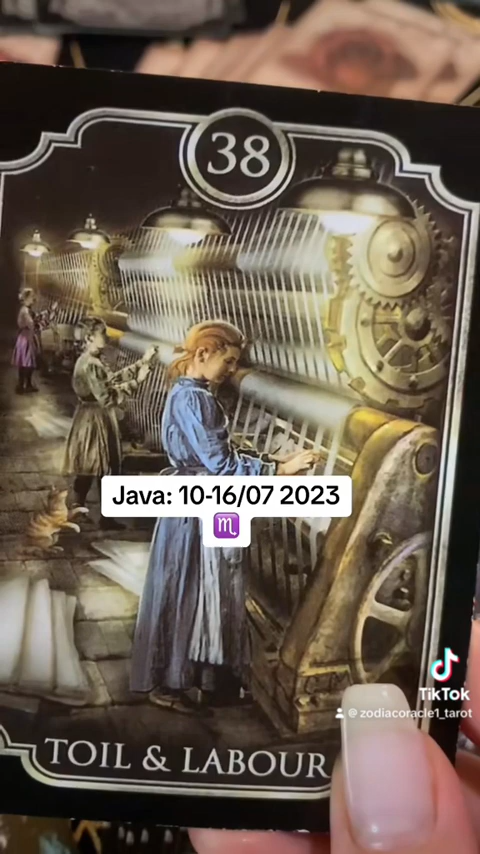 38
Java: 10-16/07 2023
♏
TOIL & LABOUR
TikTok
@zodiacoracle1_tarot